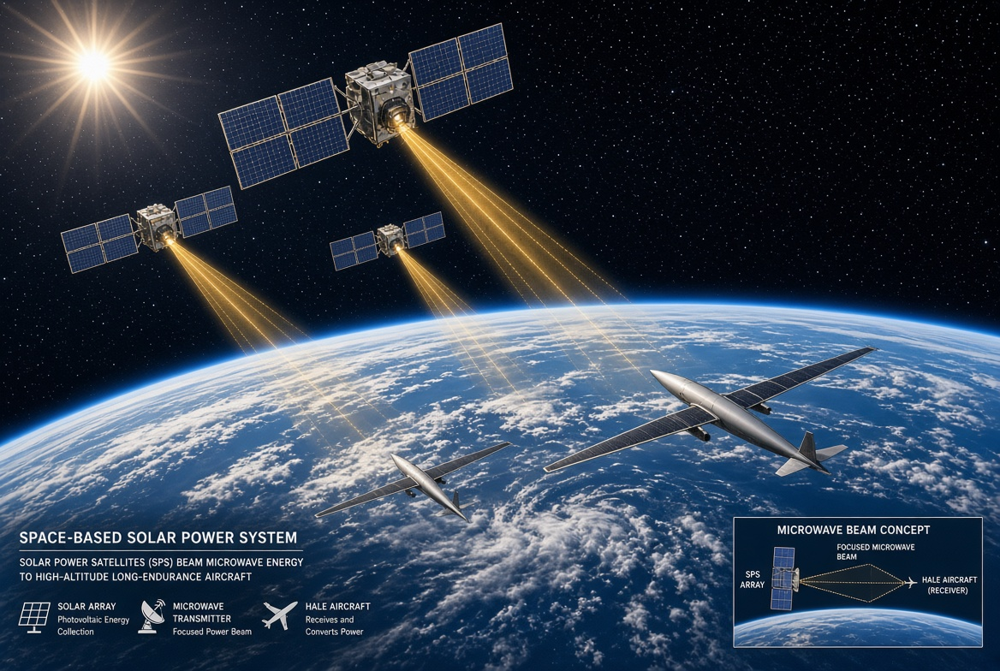 SPACE-BASED SOLAR POWER SYSTEM
SOLAR POWER SATELLITES (SPS) BEAM MICROWAVE ENERGY
TO HIGH-ALTITUDE LONG-ENDURANCE AIRCRAFT
SOLAR ARRAY
Photovoltaic Energy
Collection
MICROWAVE
TRANSMITTER
Focused Power Beam
HALE AIRCRAFT
Receives and
Converts Power
MICROWAVE BEAM CONCEPT
FOCUSED MICROWAVE
BEAM
SPS
ARRAY
HALE AIRCRAFT
(RECEIVER)